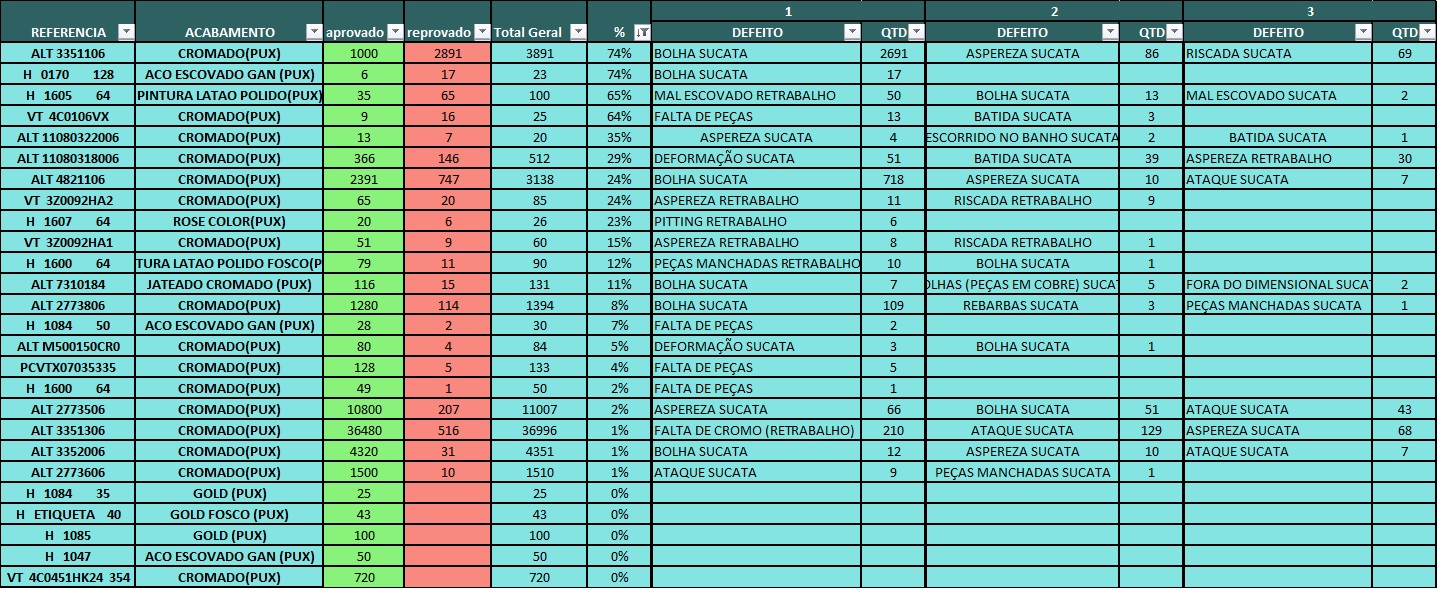 1 2 3
REFERENCIA ACABAMENTO aprovado reprovado Total Geral % DEFEITO QTD DEFEITO QTD DEFEITO QTD
ALT 3351106 CROMADO(PUX) 1000 2891 3891 74% BOLHA SUCATA 2691 ASPEREZA SUCATA 86 RISCADA SUCATA 69
H 0170 128 ACO ESCOVADO GAN (PUX) 6 17 23 74% BOLHA SUCATA 17
H 1605 64 PINTURA LATAO POLIDO(PUX) 35 65 100 65% MAL ESCOVADO RETRABALHO 50 BOLHA SUCATA 13 MAL ESCOVADO SUCATA 2
VT 4C0106VX CROMADO(PUX) 9 16 25 64% FALTA DE PEÇAS 13 BATIDA SUCATA 3
ALT 11080322006 CROMADO(PUX) 13 7 20 35% ASPEREZA SUCATA 4 ESCORRIDO NO BANHO SUCATA 2 BATIDA SUCATA 1
ALT 11080318006 CROMADO(PUX) 366 146 512 29% DEFORMAÇÃO SUCATA 51 BATIDA SUCATA 39 ASPEREZA RETRABALHO 30
ALT 4821106 CROMADO(PUX) 2391 747 3138 24% BOLHA SUCATA 718 ASPEREZA SUCATA 10 ATAQUE SUCATA 7
VT 3Z0092HA2 CROMADO(PUX) 65 20 85 24% ASPEREZA RETRABALHO 11 RISCADA RETRABALHO 9
H 1607 64 ROSE COLOR(PUX) 20 6 26 23% PITTING RETRABALHO 6
VT 3Z0092HA1 CROMADO(PUX) 51 9 60 15% ASPEREZA RETRABALHO 8 RISCADA RETRABALHO 1
H 1600 64 TURA LATAO POLIDO FOSCO(P 79 11 90 12% PEÇAS MANCHADAS RETRABALHO 10 BOLHA SUCATA 1
ALT 7310184 JATEADO CROMADO (PUX) 116 15 131 11% BOLHA SUCATA 7 OLHAS (PEÇAS EM COBRE) SUCAT 5 FORA DO DIMENSIONAL SUCAT 2
ALT 2773806 CROMADO(PUX) 1280 114 1394 8% BOLHA SUCATA 109 REBARBAS SUCATA 3 PEÇAS MANCHADAS SUCATA 1
H 1084 50 ACO ESCOVADO GAN (PUX) 28 2 30 7% FALTA DE PEÇAS 2
ALT M500150CR0 CROMADO(PUX) 80 4 84 5% DEFORMAÇÃO SUCATA 3 BOLHA SUCATA 1
PCVTX07035335 CROMADO(PUX) 128 5 133 4% FALTA DE PEÇAS 5
H 1600 64 CROMADO(PUX) 49 1 50 2% FALTA DE PEÇAS 1
ALT 2773506 CROMADO(PUX) 10800 207 11007 2% ASPEREZA SUCATA 66 BOLHA SUCATA 51 ATAQUE SUCATA 43
ALT 3351306 CROMADO(PUX) 36480 516 36996 1% FALTA DE CROMO (RETRABALHO) 210 ATAQUE SUCATA 129 ASPEREZA SUCATA 68
ALT 3352006 CROMADO(PUX) 4320 31 4351 1% BOLHA SUCATA 12 ASPEREZA SUCATA 10 ATAQUE SUCATA 7
ALT 2773606 CROMADO(PUX) 1500 10 1510 1% ATAQUE SUCATA 9 PEÇAS MANCHADAS SUCATA 1
H 1084 35 GOLD (PUX) 25 25 0%
H ETIQUETA 40 GOLD FOSCO (PUX) 43 43 0%
H 1085 GOLD (PUX) 100 100 0%
H 1047 ACO ESCOVADO GAN (PUX) 50 50 0%
VT 4C0451HK24 354 CROMADO(PUX) 720 720 0%